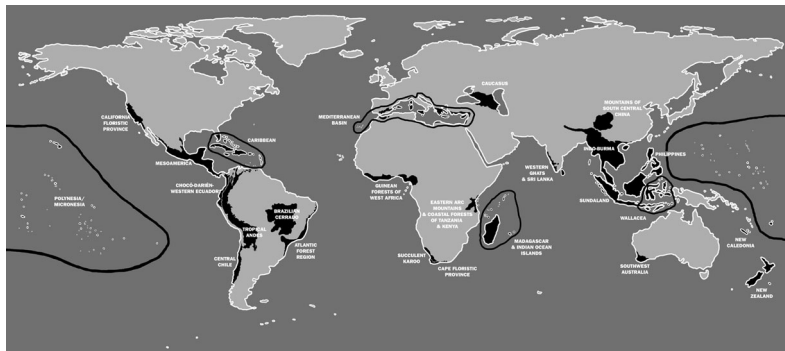 CAUCASUS
MOUNTAINS OF
SOUTH CENTRAL
CHINA
CALIFORNIA
FLORISTIC
PROVINCE
MEDITERRANEAN
BASIN
CARIBBEAN
INDO-BURMA
PHILIPPINES
MESOAMERICA
WESTERN
GHATS
& SRI LANKA
CHOCÓ-DARIÉN-
WESTERN ECUADOR
GUINEAN FORESTS
OF WEST AFRICA
POLYNESIA/
MICRONESIA
EASTERN ARC
MOUNTAINS
& COASTAL FORESTS
OF TANZANIA
& KENYA
SUNDALAND
WALLACEA
BRAZILIAN
CERRADO
TROPICAL
ANDES
ATLANTIC
FOREST
REGION
MADAGASCAR
& INDIAN OCEAN
ISLANDS
NEW
CALEDONIA
CENTRAL
CHILE
SUCCULENT
KAROO
CAPE FLORISTIC
PROVINCE
SOUTHWEST
AUSTRALIA
NEW
ZEALAND